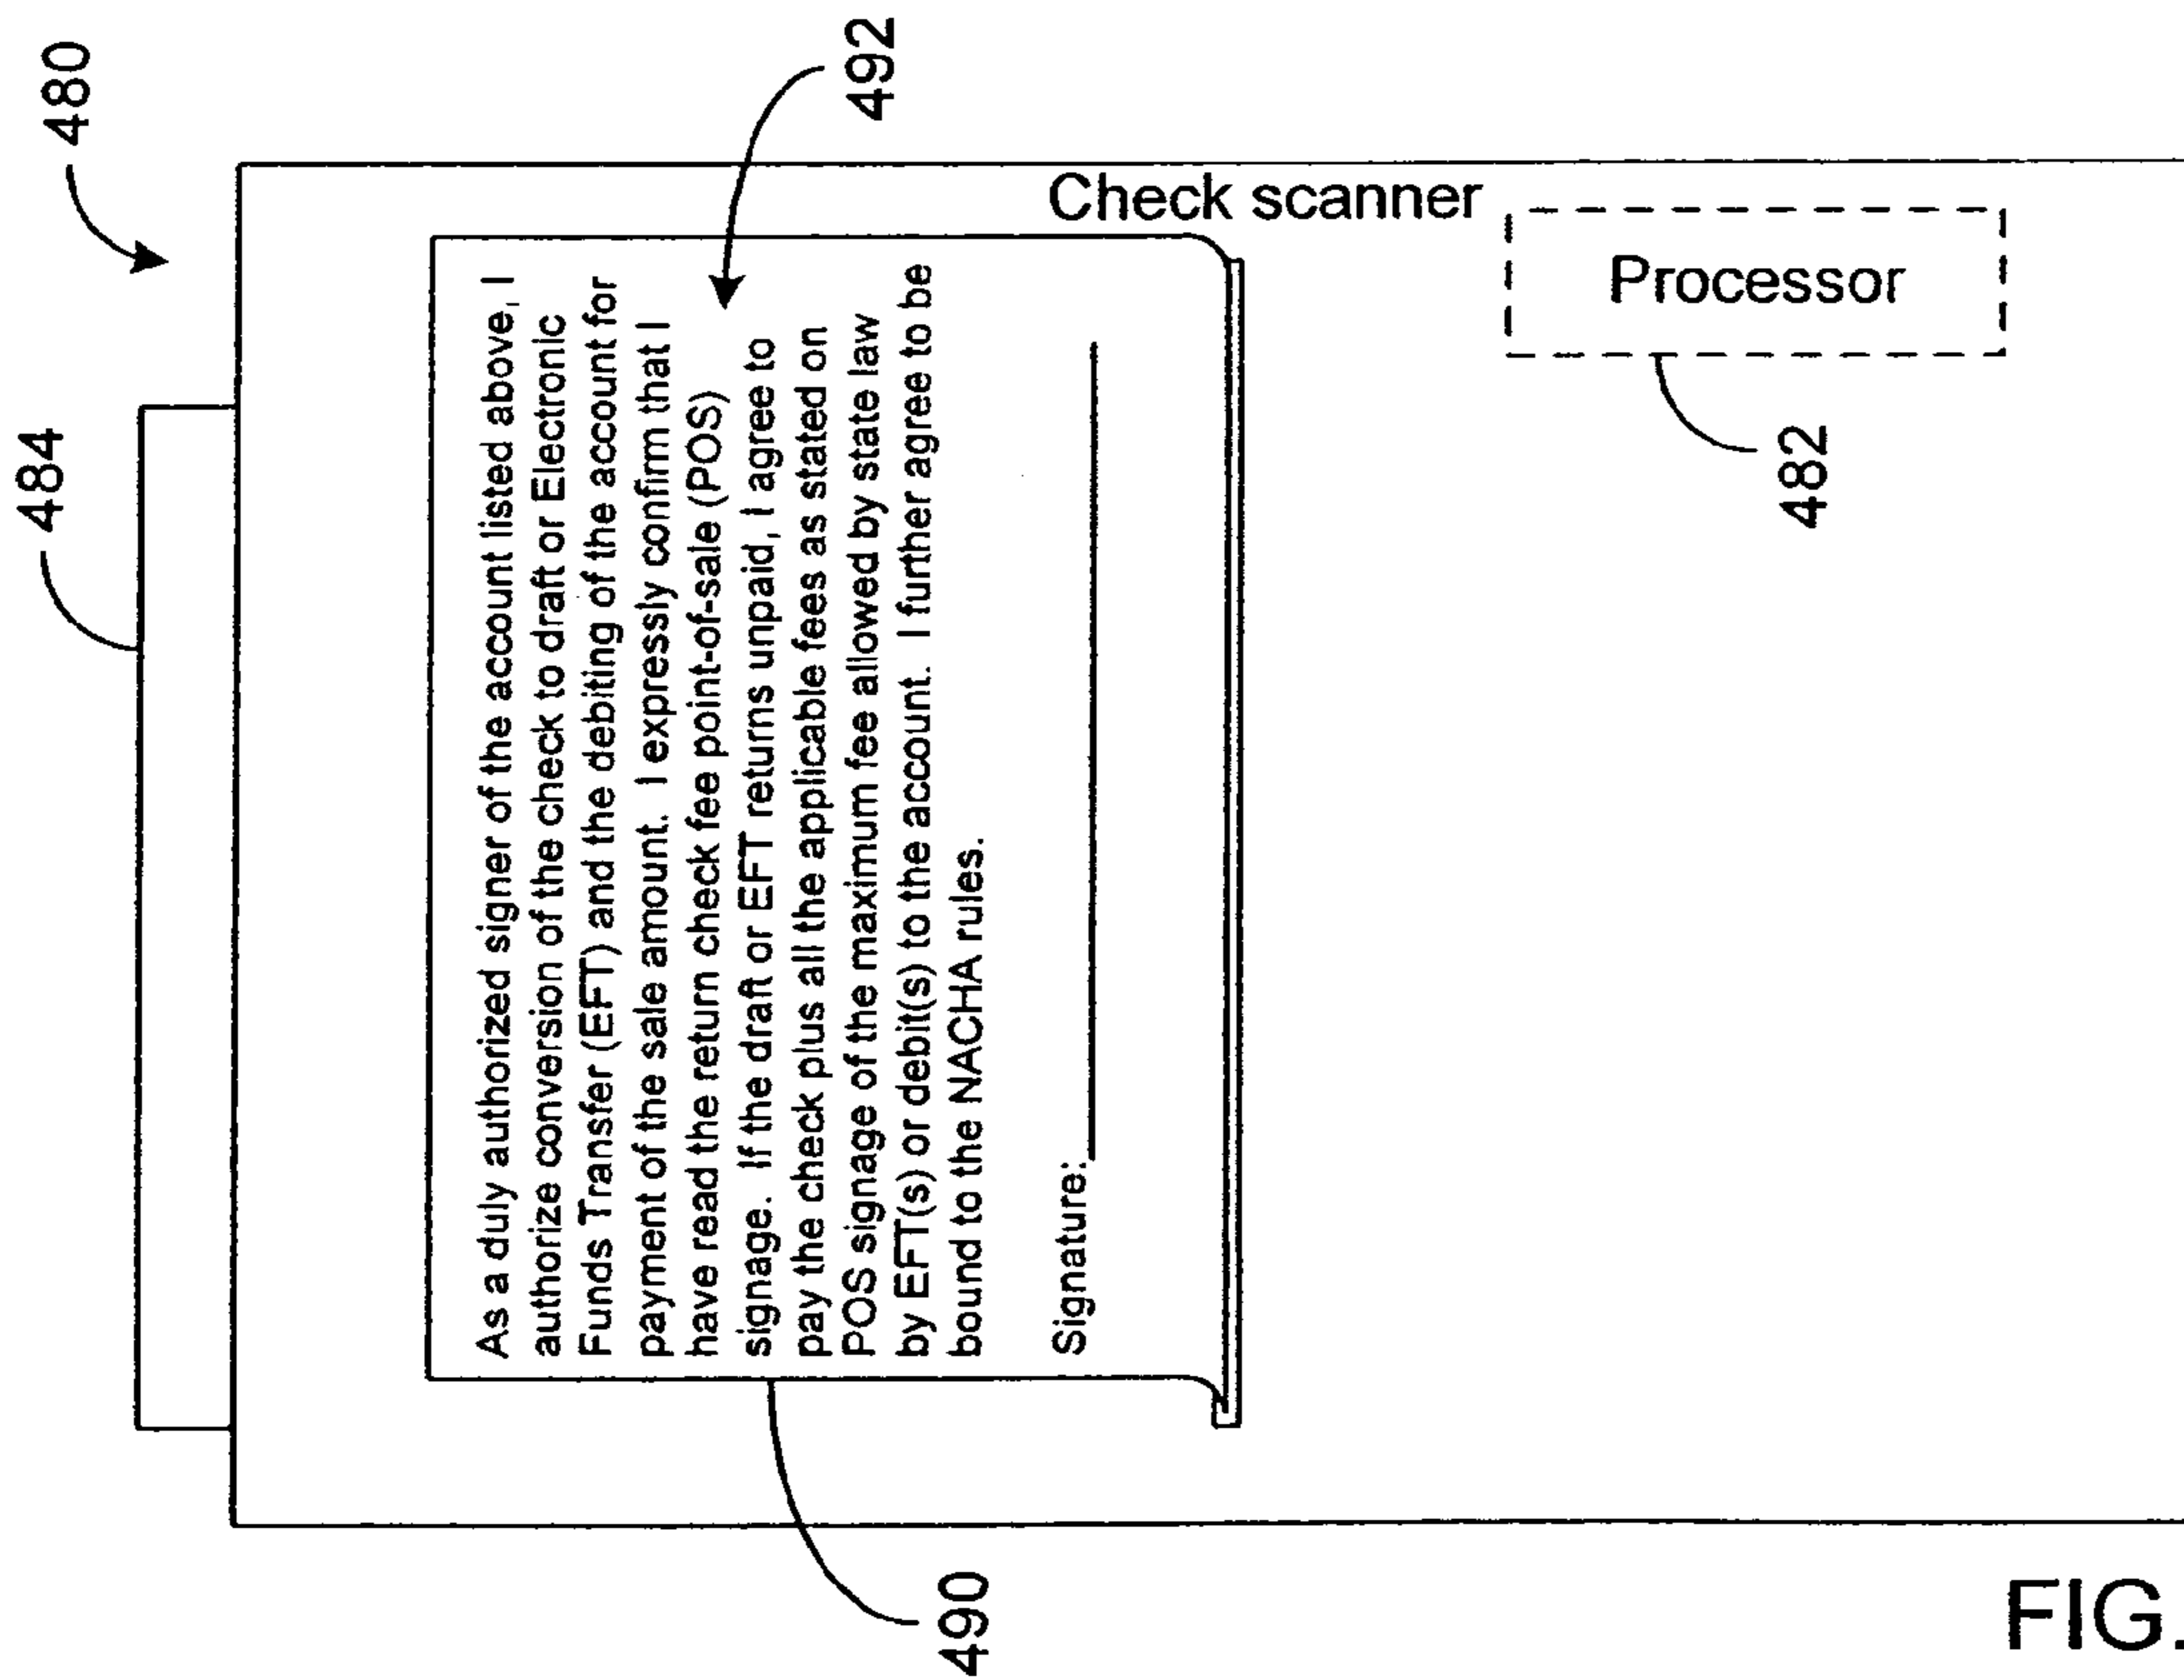 480
484
492
Check scanner
Processor
482
As a duly authorized signer of the account listed above, I
authorize conversion of the check to draft or Electronic
Funds Transfer (EFT) and the debiting of the account for
payment of the sale amount. I expressly confirm that I
have read the return check fee point-of-sale (POS)
signage. If the draft or EFT returns unpaid, I agree to
pay the check plus all the applicable fees as stated on
POS signage of the maximum fee allowed by state law
by EFT(s) or debit(s) to the account. I further agree to be
bound to the NACHA rules.
Signature:
490
FIG.